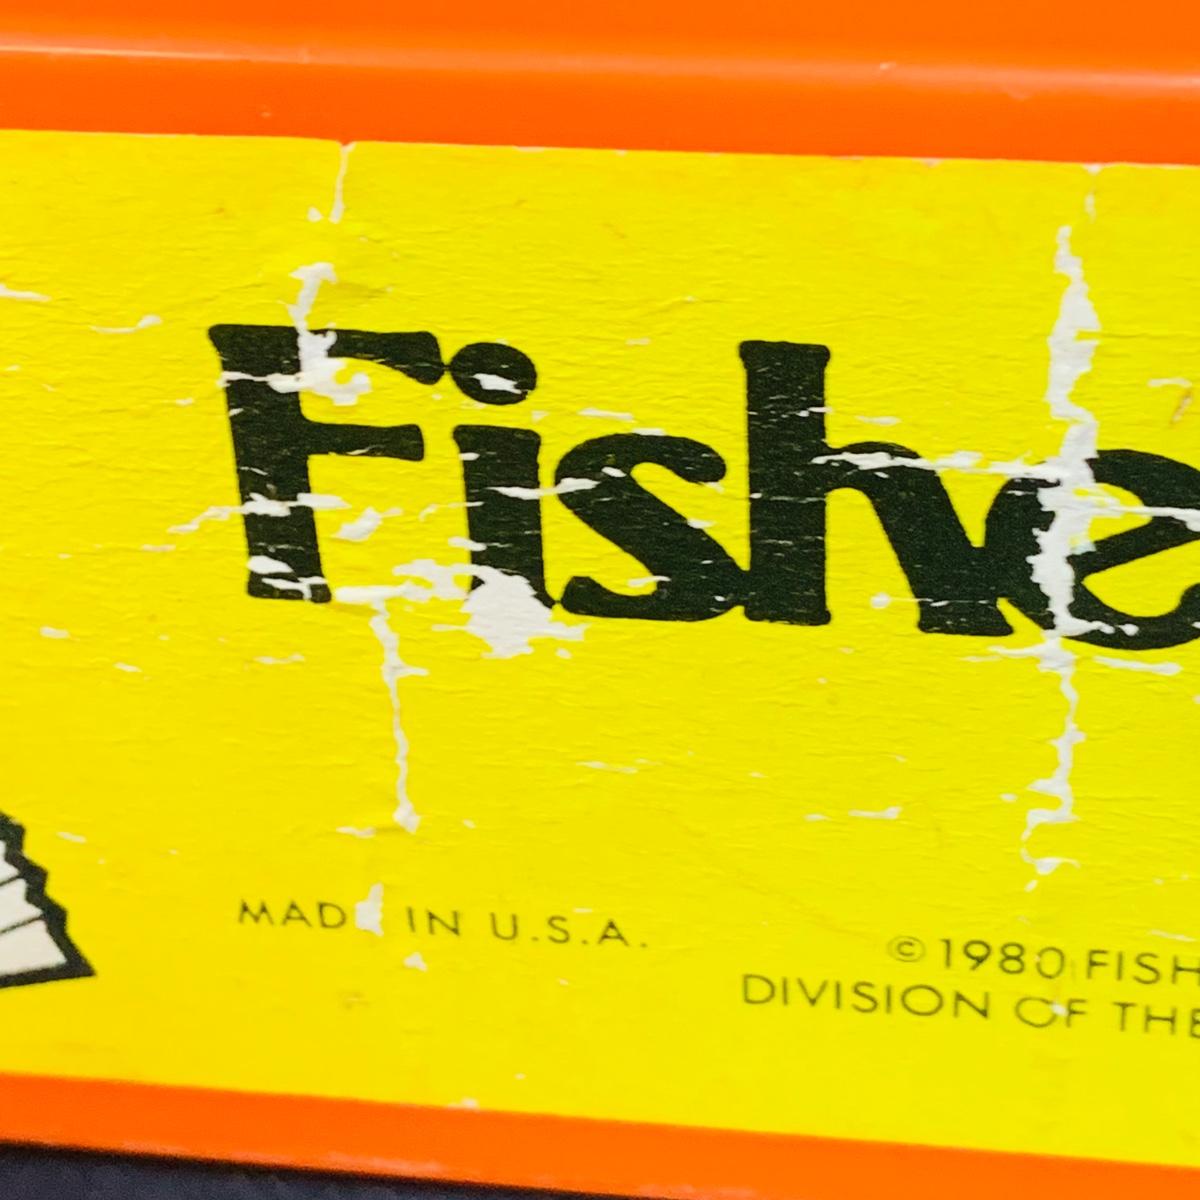 Fishe
MADE IN U.S.A.
©1980 FISH
DIVISION OF THE